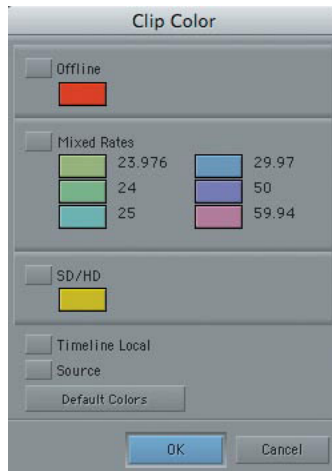 Clip Color
Offline
Mixed Rates
23.976 29.97
24 50
25 59.94
SD/HD
Timeline Local
Source
Default Colors
OK Cancel